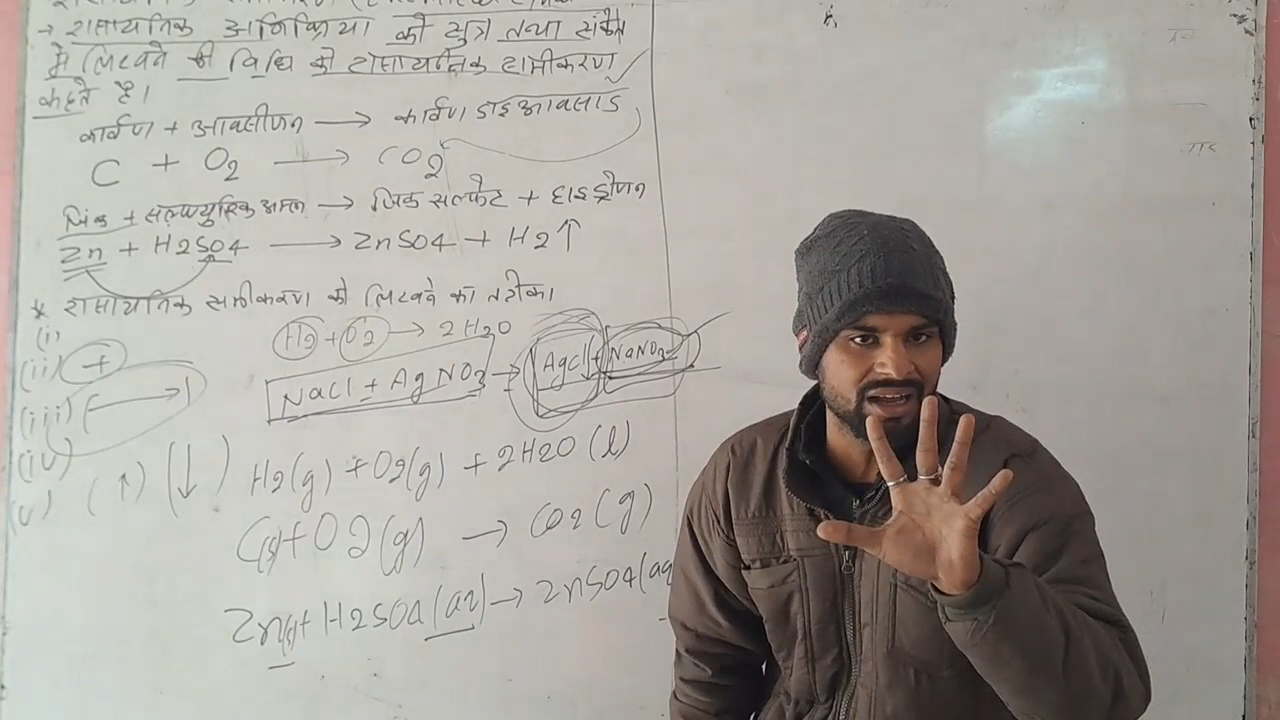 → रासायनिक अभिक्रिया को सुत्र तथा संकेत
में लिखने की विधि को रासायनिक समीकरण
कहते है।
कार्बण + आक्सीजन → कार्बण डाइआक्साइड
C + O2 → CO2
जिंक + सल्फ्युरिक अम्ल → जिंक सल्फेट + हाइड्रोजन
Zn + H2SO4 → ZnSO4 + H2↑
* रासायनिक समीकरण को लिखने का तरीका
(i) H2 + O2 → 2H2O
(ii) + NaCl + AgNO3 → AgCl↓ + NaNO3
(iii) →
(iv) (↑) (↓) H2(g) + O2(g) + 2H2O (l)
(v)
C(s) + O2(g) → CO2(g)
Zn(s) + H2SO4(aq) → ZnSO4(aq